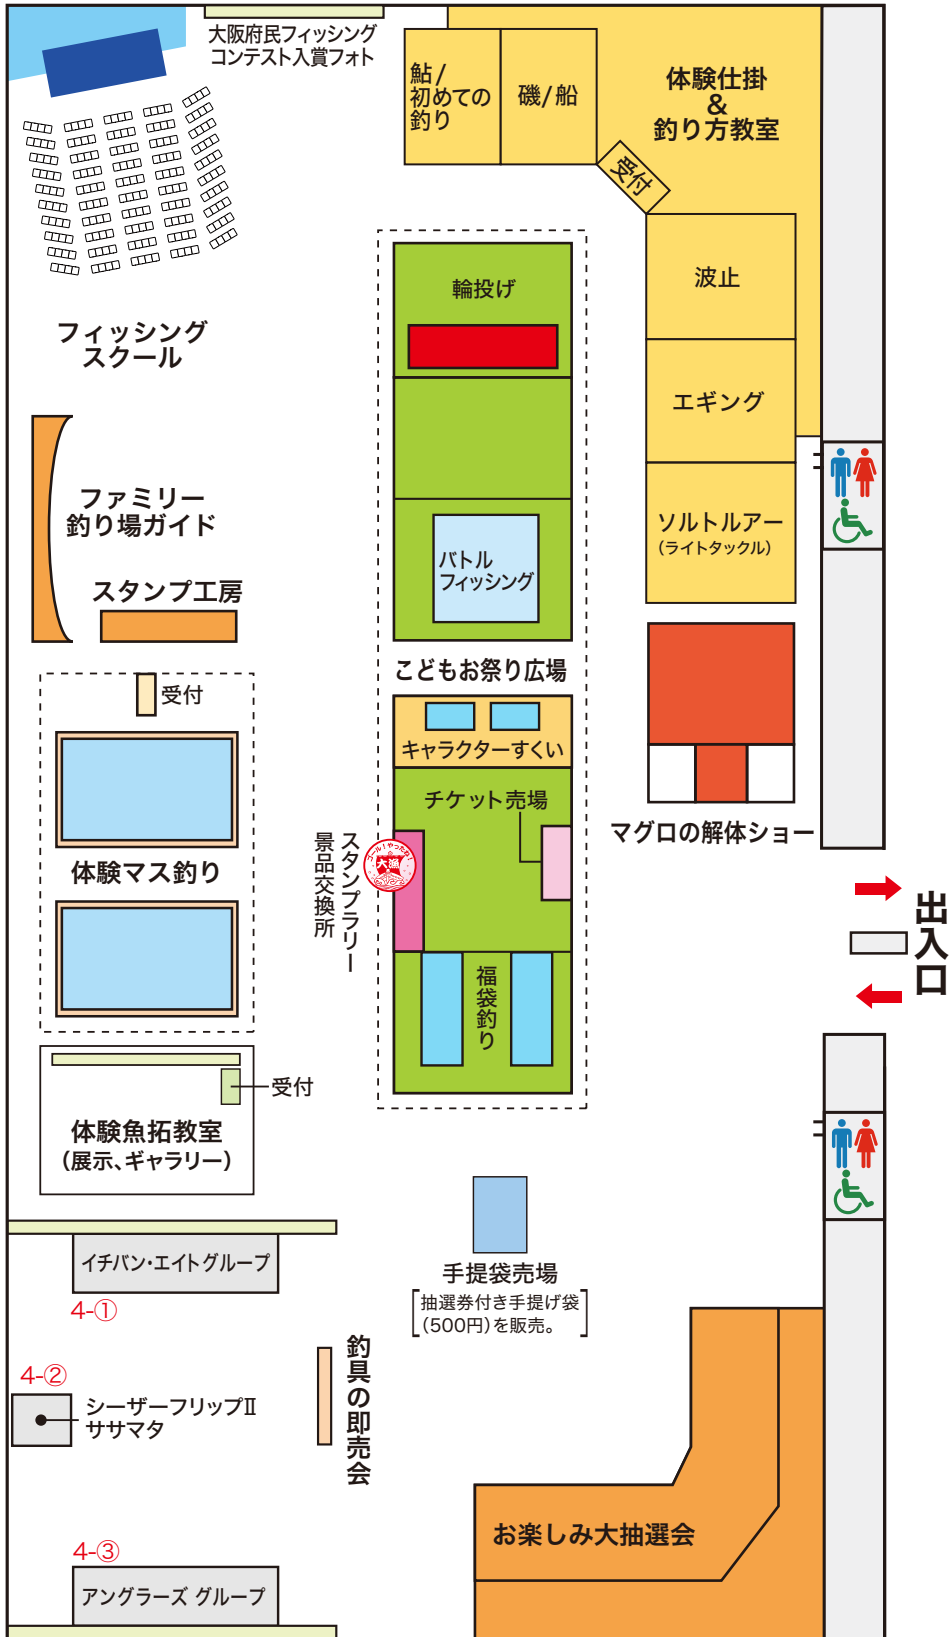 大阪府民フィッシング
コンテスト入賞フォト
鮎/
初めての
釣り
磯/船
体験仕掛
&
釣り方教室
受付
波止
エギング
ソルトルアー
(ライトタックル)
フィッシング
スクール
輪投げ
バトル
フィッシング
ファミリー
釣り場ガイド
スタンプ工房
受付
体験マス釣り
こどもお祭り広場
キャラクターすくい
チケット売場
スタンプラリー
景品交換所
ゴール!やったね!
大漁
福袋釣り
マグロの解体ショー
出入口
受付
体験魚拓教室
(展示、ギャラリー)
イチバン・エイトグループ
4-①
4-②
シーザーフリップⅡ
ササマタ
4-③
アングラーズ グループ
釣具の即売会
手提袋売場
抽選券付き手提げ袋
(500円)を販売。
お楽しみ大抽選会